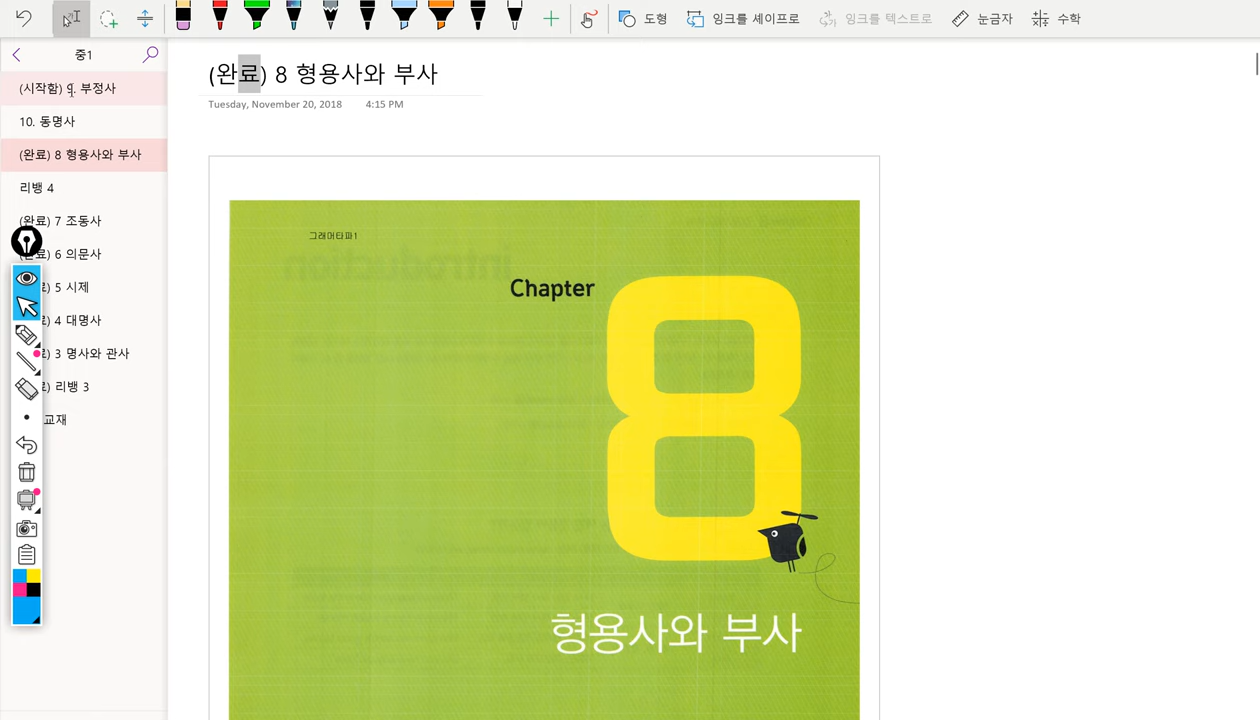 도형
잉크를 셰이프로
잉크를 텍스트로
눈금자
수학
중1
(시작함) 9. 부정사
10. 동명사
(완료) 8 형용사와 부사
리뱅 4
(완료) 7 조동사
료) 6 의문사
료) 5 시제
료) 4 대명사
료) 3 명사와 관사
료) 리뱅 3
교재
(완료) 8 형용사와 부사
Tuesday, November 20, 2018 4:15 PM
그래머타파1
Chapter
8
형용사와 부사